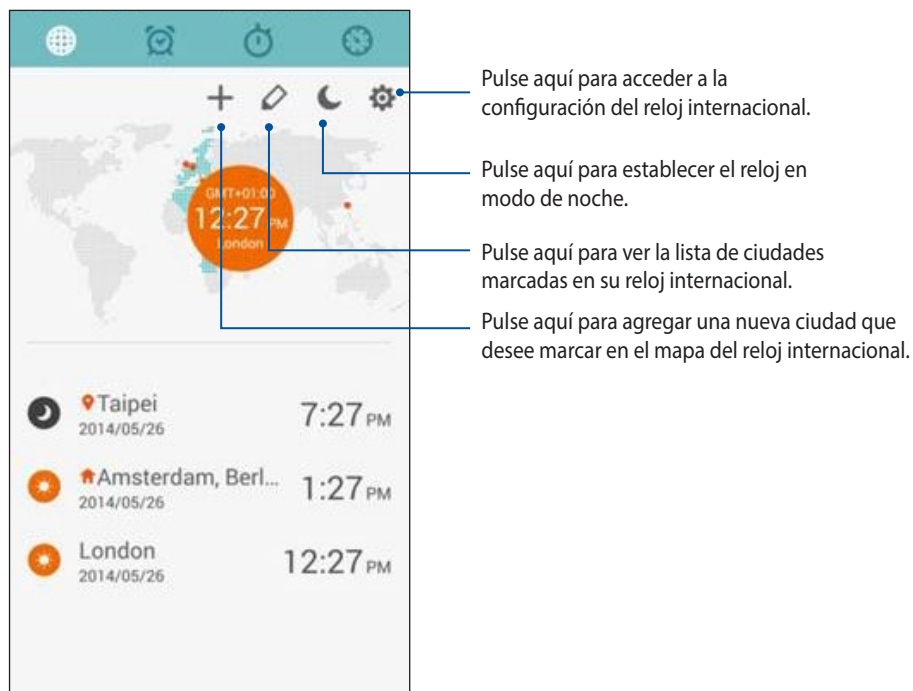 Pulse aquí para acceder a la
configuración del reloj internacional.
Pulse aquí para establecer el reloj en
modo de noche.
Pulse aquí para ver la lista de ciudades
marcadas en su reloj internacional.
Pulse aquí para agregar una nueva ciudad que
desee marcar en el mapa del reloj internacional.
GMT+01:00
12:27 PM
London
Taipei
7:27 PM
2014/05/26
Amsterdam, Berl...
1:27 PM
2014/05/26
London
12:27 PM
2014/05/26